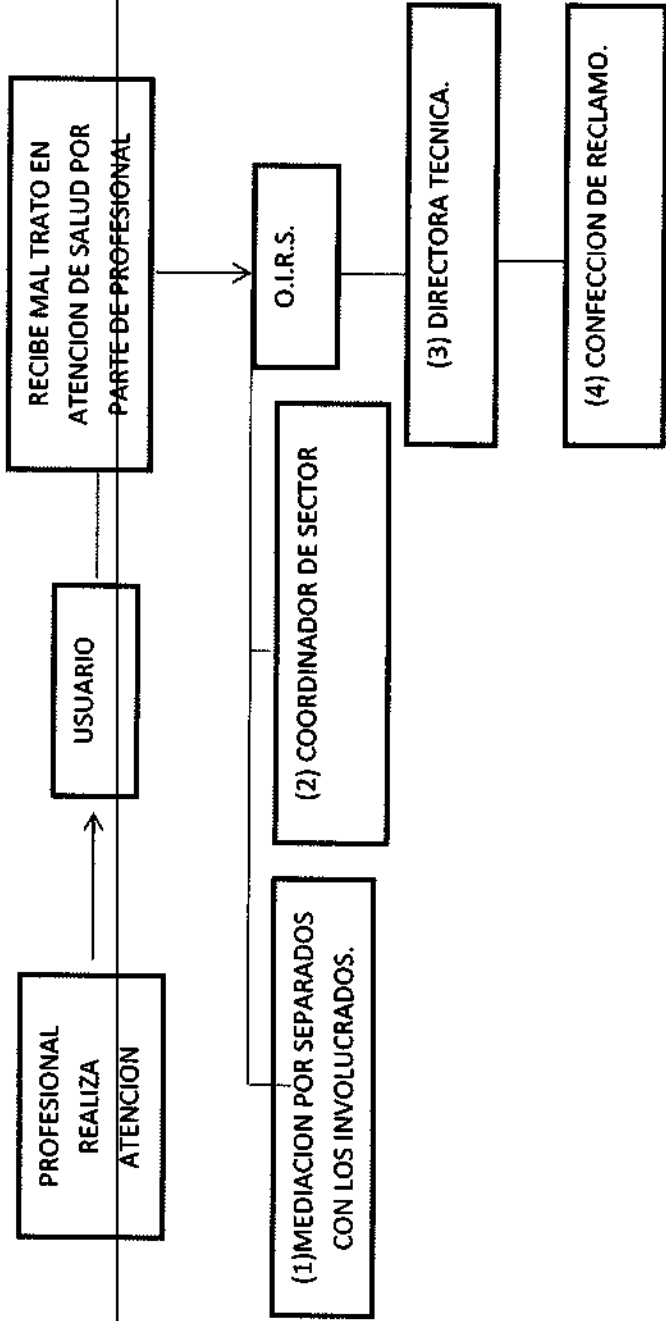 PROFESIONAL
REALIZA
ATENCION
USUARIO
RECIBE MAL TRATO EN
ATENCION DE SALUD POR
PARTE DE PROFESIONAL
O.I.R.S.
(1)MEDIACION POR SEPARADOS
CON LOS INVOLUCRADOS.
(2) COORDINADOR DE SECTOR
(3) DIRECTORA TECNICA.
(4) CONFECCION DE RECLAMO.